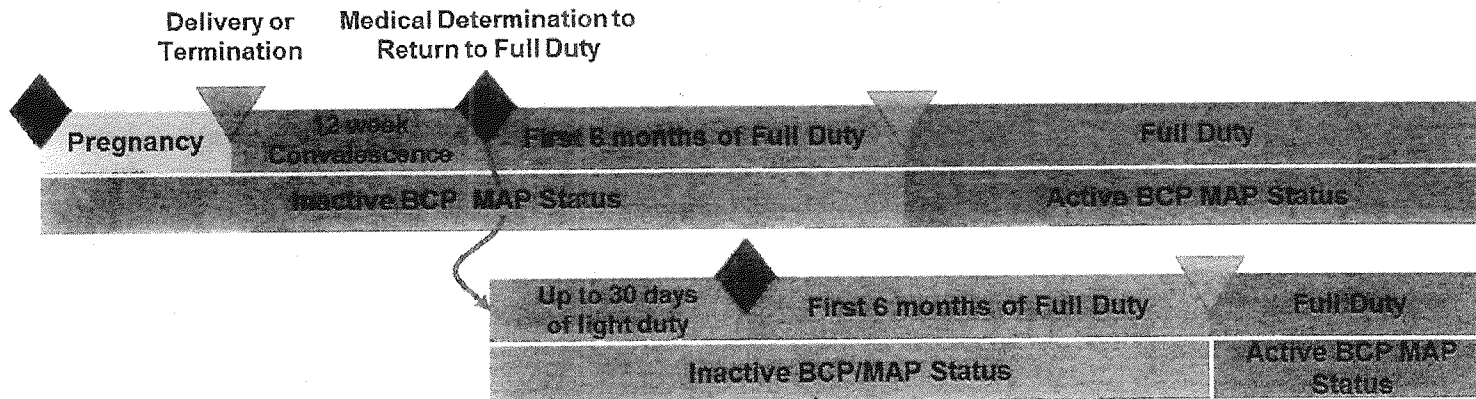 Delivery or
Termination
Medical Determination to
Return to Full Duty
Pregnancy
12 week
Convalescence
First 6 months of Full Duty
Full Duty
Inactive BCP MAP Status
Active BCP MAP Status
Up to 30 days
of light duty
First 6 months of Full Duty
Full Duty
Inactive BCP/MAP Status
Active BCP MAP
Status